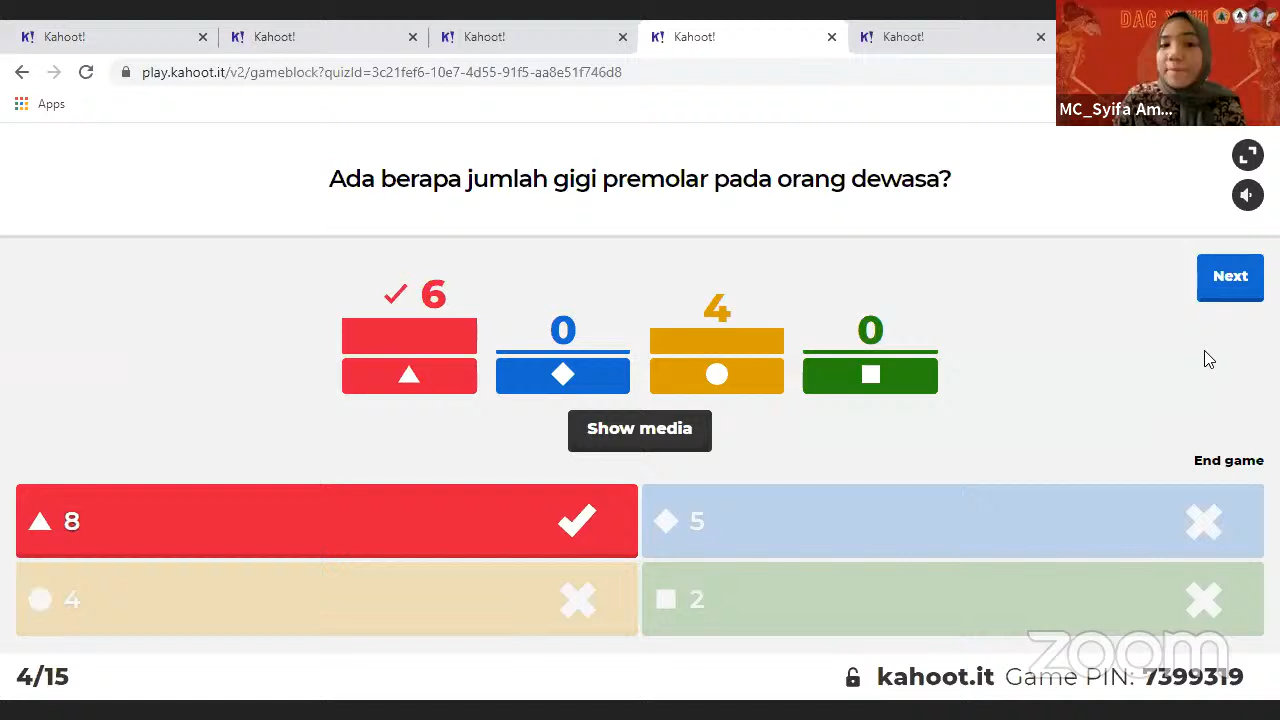 Kahoot!
Kahoot!
Kahoot!
Kahoot!
Kahoot!
play.kahoot.it/v2/gameblock?quizId=3c21fef6-10e7-4d55-91f5-aa8e51f746d8
Apps
MC_Syifa Am...
Ada berapa jumlah gigi premolar pada orang dewasa?
Next
6
0
4
0
Show media
End game
8
5
4
2
zoom
4/15
kahoot.it Game PIN: 7399319